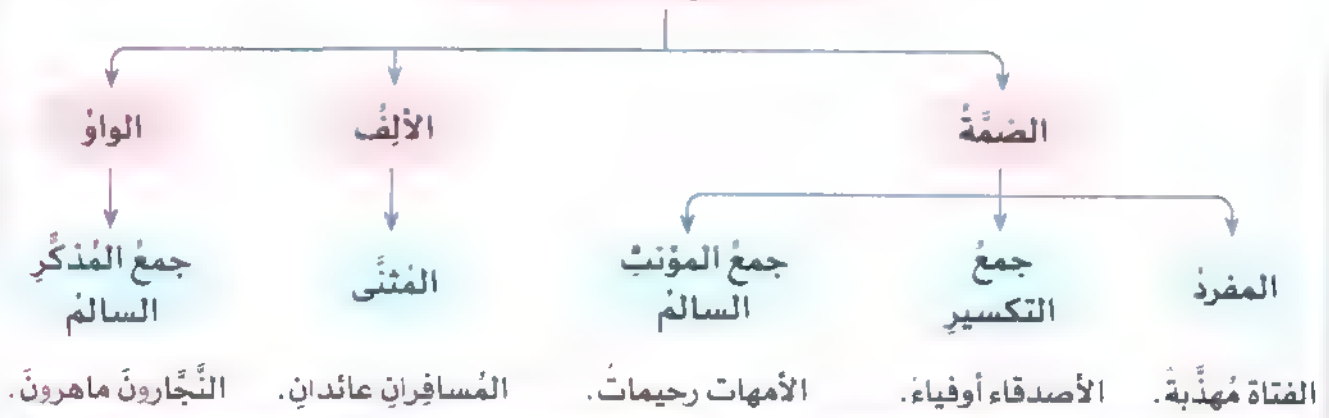 الضمَّةُ الألِفُ الواوُ
المفردُ جمعُ التكسيرِ جمعُ المؤنثِ السالمُ المُثنَّى جمعُ المُذكَّرِ السالمُ
الفتاة مُهذَّبةٌ. الأصدقاء أوفياءُ. الأمهات رحيماتٌ. المُسافِرانِ عائدانِ. النَّجَّارونَ ماهرونَ.